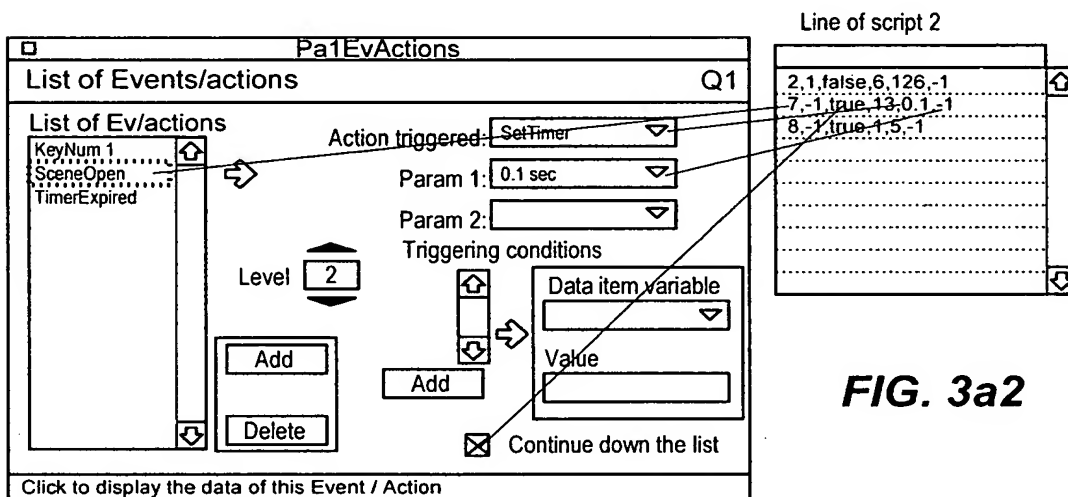 Line of script 2
Pa1EvActions
List of Events/actions Q1
List of Ev/actions
KeyNum 1
SceneOpen
TimerExpired
Action triggered: SetTimer
Param 1: 0.1 sec
Param 2:
Triggering conditions
Level 2
Data item variable
Value
Add
Delete
Add
Continue down the list
Click to display the data of this Event / Action
2,1,false,6,126,-1
7,-1,true,13,0.1,-1
8,-1,true,1,5,-1
FIG. 3a2